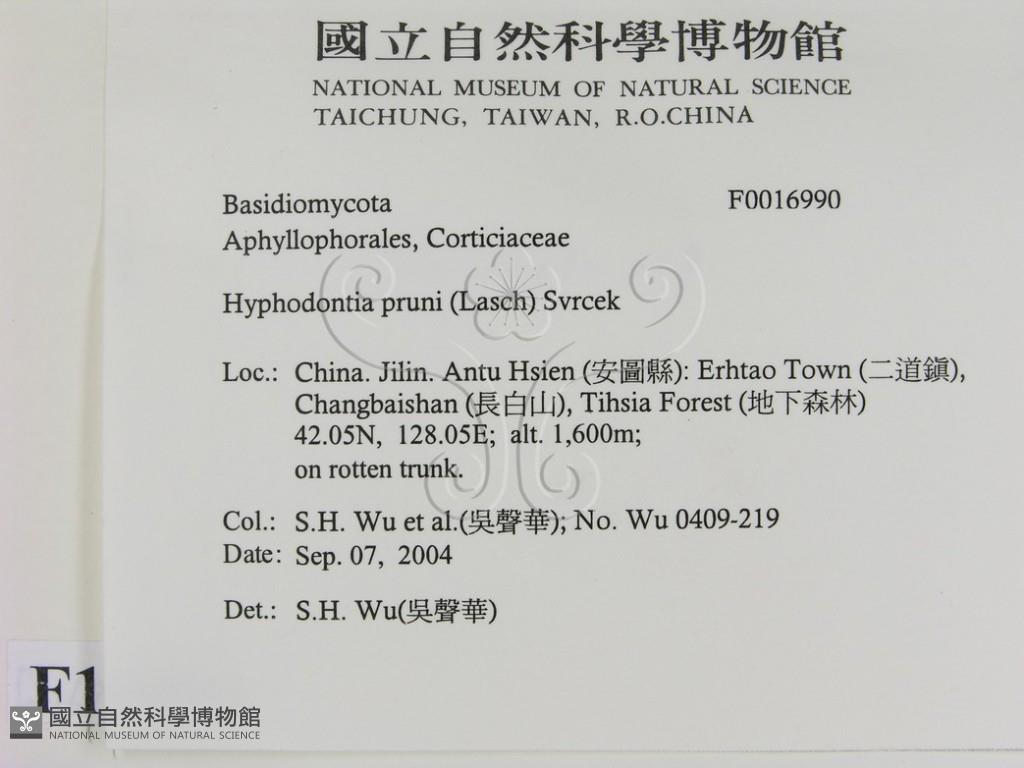 國立自然科學博物館
NATIONAL MUSEUM OF NATURAL SCIENCE
TAICHUNG, TAIWAN, R.O.CHINA
Basidiomycota F0016990
Aphyllophorales, Corticiaceae
Hyphodontia pruni (Lasch) Svrcek
Loc.: China. Jilin. Antu Hsien (安圖縣): Erhtao Town (二道鎮),
Changbaishan (長白山), Tihsia Forest (地下森林)
42.05N, 128.05E; alt. 1,600m;
on rotten trunk.
Col.: S.H. Wu et al.(吳聲華); No. Wu 0409-219
Date: Sep. 07, 2004
Det.: S.H. Wu(吳聲華)
F1
國立自然科學博物館
NATIONAL MUSEUM OF NATURAL SCIENCE